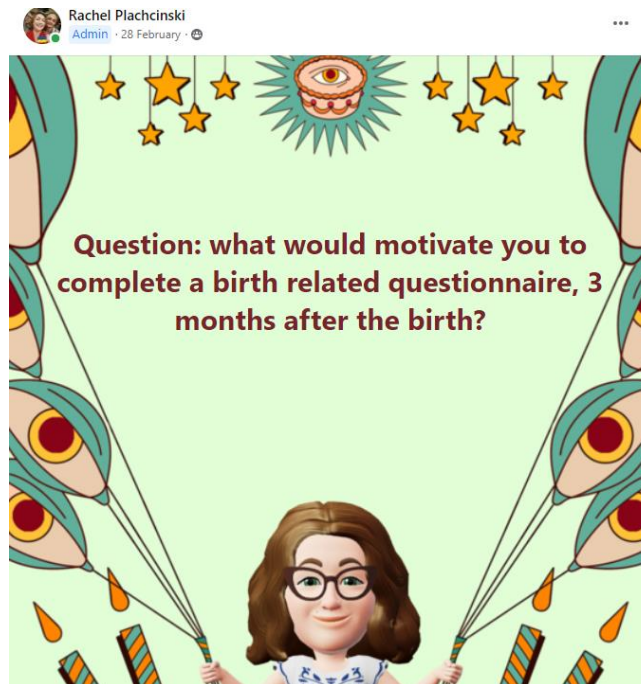 Rachel Plachcinski
Admin · 28 February ·
Question: what would motivate you to
complete a birth related questionnaire, 3
months after the birth?